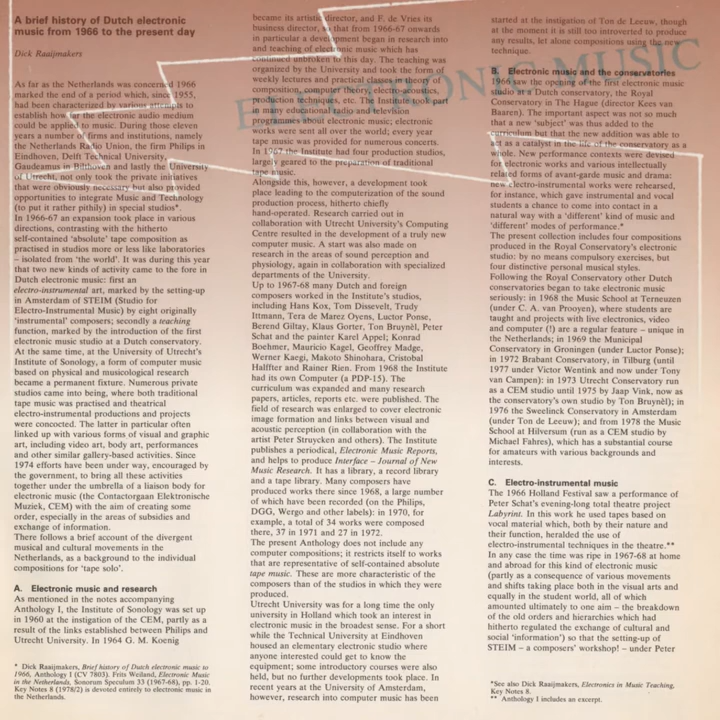 A brief history of Dutch electronic
music from 1966 to the present day
Dick Raaijmakers
As far as the Netherlands was concerned 1966
marked the end of a period which, since 1955,
had been characterized by various attempts to
establish how far the electronic audio medium
could be applied to music. During those eleven
years a number of firms and institutions, namely
the Netherlands Radio Union, the firm Philips in
Eindhoven, Delft Technical University,
Gaudeamus in Bilthoven and lastly the University
of Utrecht, not only took the private initiatives
that were obviously necessary but also provided
opportunities to integrate Music and Technology
(to put it rather pithily) in special studios*.
In 1966-67 an expansion took place in various
directions, contrasting with the hitherto
self-contained 'absolute' tape composition as
practised in studios more or less like laboratories
– isolated from 'the world'. It was during this year
that two new kinds of activity came to the fore in
Dutch electronic music: first an
electro-instrumental art, marked by the setting-up
in Amsterdam of STEIM (Studio for
Electro-Instrumental Music) by eight originally
'instrumental' composers; secondly a teaching
function, marked by the introduction of the first
electronic music studio at a Dutch conservatory.
At the same time, at the University of Utrecht's
Institute of Sonology, a form of computer music
based on physical and musicological research
became a permanent fixture. Numerous private
studios came into being, where both traditional
tape music was practised and theatrical
electro-instrumental productions and projects
were concocted. The latter in particular often
linked up with various forms of visual and graphic
art, including video art, body art, performances
and other similar gallery-based activities. Since
1974 efforts have been under way, encouraged by
the government, to bring all these activities
together under the umbrella of a liaison body for
electronic music (the Contactorgaan Elektronische
Muziek, CEM) with the aim of creating some
order, especially in the areas of subsidies and
exchange of information.
There follows a brief account of the divergent
musical and cultural movements in the
Netherlands, as a background to the individual
compositions for 'tape solo'.
A. Electronic music and research
As mentioned in the notes accompanying
Anthology I, the Institute of Sonology was set up
in 1960 at the instigation of the CEM, partly as a
result of the links established between Philips and
Utrecht University. In 1964 G. M. Koenig
* Dick Raaijmakers, Brief history of Dutch electronic music to
1966, Anthology I (CV 7803). Frits Weiland, Electronic Music
in the Netherlands, Sonorum Speculum 33 (1967-68), pp. 1-20.
Key Notes 8 (1978/2) is devoted entirely to electronic music in
the Netherlands.
became its artistic director, and F. de Vries its
business director, so that from 1966-67 onwards
in particular a development began in research into
and teaching of electronic music which has
continued unbroken to this day. The teaching was
organized by the University and took the form of
weekly lectures and practical classes in theory of
composition, computer theory, electro-acoustics,
production technique, etc. The Institute took part
in many educational radio and television
programmes about electronic music; electronic
works were sent all over the world; every year
tape music was provided for numerous concerts.
In 1967 the Institute had four production studios,
largely geared to the preparation of traditional
tape music.
Alongside this, however, a development took
place leading to the computerization of the sound
production process, hitherto chiefly
hand-operated. Research carried out in
collaboration with Utrecht University's Computing
Centre resulted in the development of a truly new
computer music. A start was also made on
research in the areas of sound perception and
physiology, again in collaboration with specialized
departments of the University.
Up to 1967-68 many Dutch and foreign
composers worked in the Institute's studios,
including Hans Kox, Tom Dissevelt, Trudy
Ittmann, Tera de Marez Oyens, Luctor Ponse,
Berend Giltay, Klaus Gorter, Ton Bruynèl, Peter
Schat and the painter Karel Appel; Konrad
Boehmer, Mauricio Kagel, Geoffrey Madge,
Werner Kaegi, Makoto Shinohara, Cristobal
Halffter and Rainer Rien. From 1968 the Institute
had its own Computer (a PDP-15). The
curriculum was expanded and many research
papers, articles, reports etc. were published. The
field of research was enlarged to cover electronic
image formation and links between visual and
acoustic perception (in collaboration with the
artist Peter Struycken and others). The Institute
publishes a periodical, Electronic Music Reports,
and helps to produce Interface – Journal of New
Music Research. It has a library, a record library
and a tape library. Many composers have
produced works there since 1968, a large number
of which have been recorded (on the Philips,
DGG, Wergo and other labels): in 1970, for
example, a total of 34 works were composed
there, 37 in 1971 and 27 in 1972.
The present Anthology does not include any
computer compositions; it restricts itself to works
that are representative of self-contained absolute
tape music. These are more characteristic of the
composers than of the studios in which they were
produced.
Utrecht University was for a long time the only
university in Holland which took an interest in
electronic music in the broadest sense. For a short
while the Technical University at Eindhoven
housed an elementary electronic studio where
anyone interested could get to know the
equipment; some introductory courses were also
held, but no further developments took place. In
recent years at the University of Amsterdam,
however, research into computer music has been
started at the instigation of Ton de Leeuw, though
at the moment it is still too introverted to produce
any results, let alone compositions using the new
technique.
ELECTRONIC MUSIC
B. Electronic music and the conservatories
1966 saw the opening of the first electronic music
studio in a Dutch conservatory, the Royal
Conservatory in The Hague (director Kees van
Baaren). The important aspect was not so much
that a new 'subject' was thus added to the
curriculum but that the new addition was able to
act as a catalyst in the life of the conservatory as a
whole. New performance contexts were devised
for electronic works and various intellectually
related forms of avant-garde music and drama:
new electro-instrumental works were rehearsed,
for instance, which gave instrumental and vocal
students a chance to come into contact in a
natural way with a 'different' kind of music and
'different' modes of performance.*
The present collection includes four compositions
produced in the Royal Conservatory's electronic
studio: by no means compulsory exercises, but
four distinctive personal musical styles.
Following the Royal Conservatory other Dutch
conservatories began to take electronic music
seriously: in 1968 the Music School at Terneuzen
(under C. A. van Prooyen), where students are
taught and projects with live electronics, video
and computer (!) are a regular feature – unique in
the Netherlands; in 1969 the Municipal
Conservatory in Groningen (under Luctor Ponse);
in 1972 Brabant Conservatory, in Tilburg (until
1977 under Victor Wentink and now under Tony
van Campen): in 1973 Utrecht Conservatory run
as a CEM studio until 1975 by Jaap Vink, now as
the conservatory's own studio by Ton Bruynèl); in
1976 the Sweelinck Conservatory in Amsterdam
(under Ton de Leeuw); and from 1978 the Music
School at Hilversum (run as a CEM studio by
Michael Fahres), which has a substantial course
for amateurs with various backgrounds and
interests.
C. Electro-instrumental music
The 1966 Holland Festival saw a performance of
Peter Schat's evening-long total theatre project
Labyrint. In this work he used tapes based on
vocal material which, both by their nature and
their function, heralded the use of
electro-instrumental techniques in the theatre.**
In any case the time was ripe in 1967-68 at home
and abroad for this kind of electronic music
(partly as a consequence of various movements
and shifts taking place both in the visual arts and
equally in the student world, all of which
amounted ultimately to one aim – the breakdown
of the old orders and hierarchies which had
hitherto regulated the exchange of cultural and
social 'information') so that the setting-up of
STEIM – a composers' workshop! – under Peter
*See also Dick Raaijmakers, Electronics in Music Teaching,
Key Notes 8.
** Anthology I includes an excerpt.